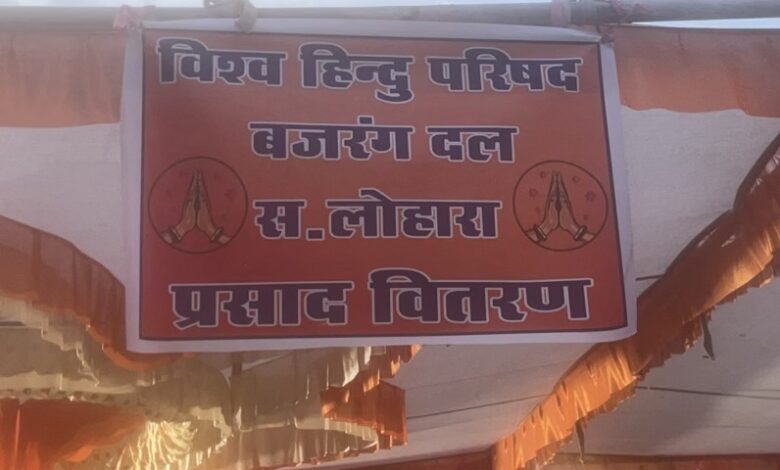 विश्व हिन्दु परिषद
बजरंग दल
स.लोहारा
प्रसाद वितरण